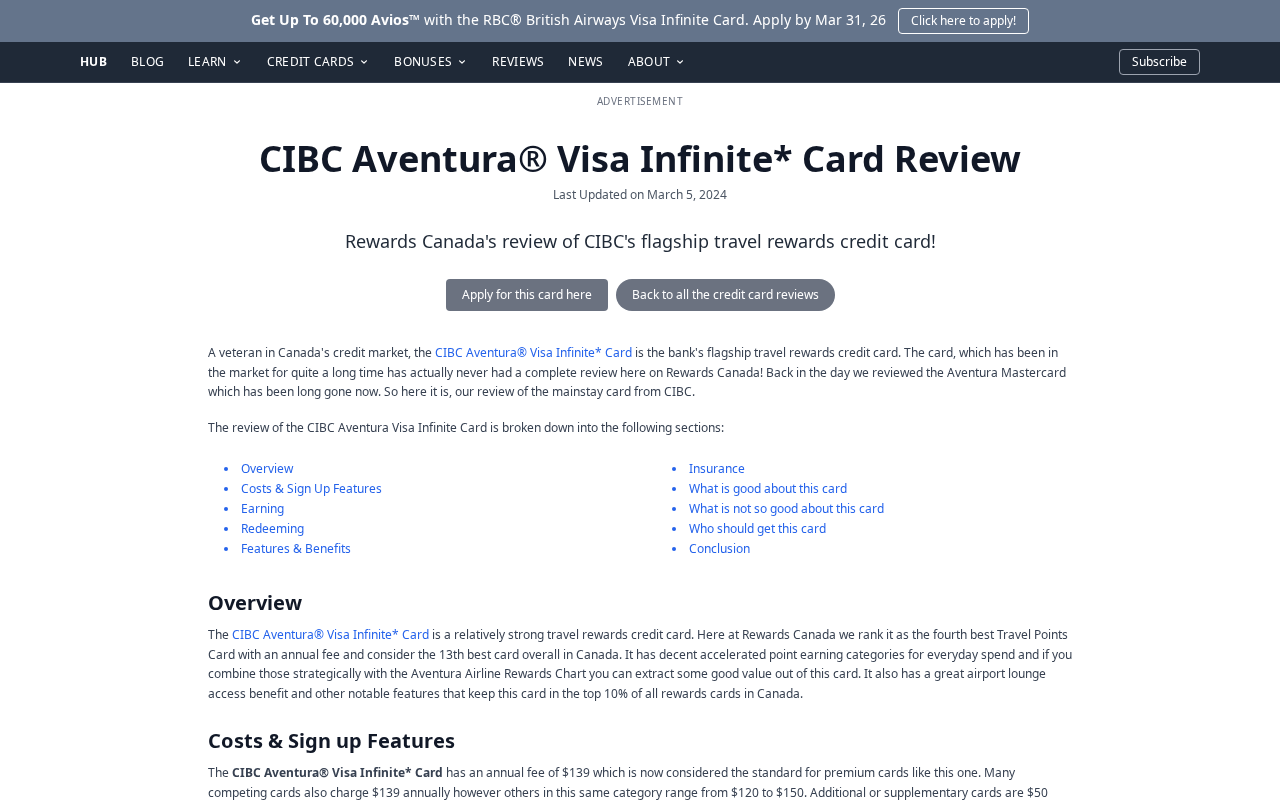 Get Up To 60,000 Avios™ with the RBC® British Airways Visa Infinite Card. Apply by Mar 31, 26 Click here to apply!
HUB BLOG LEARN CREDIT CARDS BONUSES REVIEWS NEWS ABOUT Subscribe
ADVERTISEMENT
CIBC Aventura® Visa Infinite* Card Review
Last Updated on March 5, 2024
Rewards Canada's review of CIBC's flagship travel rewards credit card!
Apply for this card here Back to all the credit card reviews
A veteran in Canada's credit market, the CIBC Aventura® Visa Infinite* Card is the bank's flagship travel rewards credit card. The card, which has been in
the market for quite a long time has actually never had a complete review here on Rewards Canada! Back in the day we reviewed the Aventura Mastercard
which has been long gone now. So here it is, our review of the mainstay card from CIBC.
The review of the CIBC Aventura Visa Infinite Card is broken down into the following sections:
• Overview
• Costs & Sign Up Features
• Earning
• Redeeming
• Features & Benefits
• Insurance
• What is good about this card
• What is not so good about this card
• Who should get this card
• Conclusion
Overview
The CIBC Aventura® Visa Infinite* Card is a relatively strong travel rewards credit card. Here at Rewards Canada we rank it as the fourth best Travel Points
Card with an annual fee and consider the 13th best card overall in Canada. It has decent accelerated point earning categories for everyday spend and if you
combine those strategically with the Aventura Airline Rewards Chart you can extract some good value out of this card. It also has a great airport lounge
access benefit and other notable features that keep this card in the top 10% of all rewards cards in Canada.
Costs & Sign up Features
The CIBC Aventura® Visa Infinite* Card has an annual fee of $139 which is now considered the standard for premium cards like this one. Many
competing cards also charge $139 annually however others in this same category range from $120 to $150. Additional or supplementary cards are $50